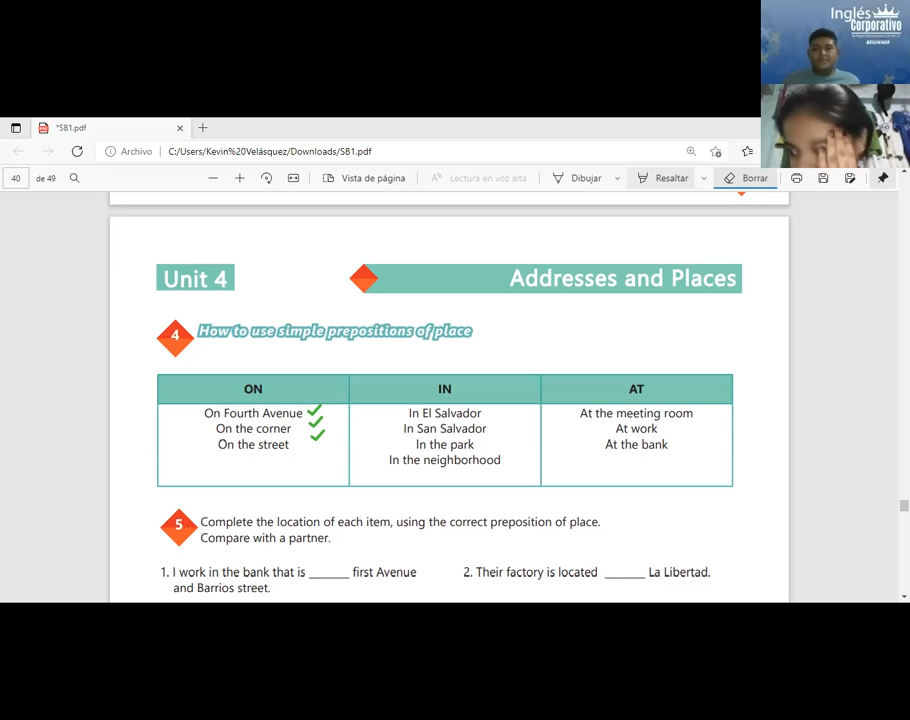 Inglés
Corporativo
BEGINNER
*SB1.pdf
Archivo
C:/Users/Kevin%20Velásquez/Downloads/SB1.pdf
40 de 49
Vista de página
Lectura en voz alta
Dibujar
Resaltar
Borrar
Unit 4
Addresses and Places
4 How to use simple prepositions of place
ON IN AT
On Fourth Avenue In El Salvador At the meeting room
On the corner In San Salvador At work
On the street In the park At the bank
In the neighborhood
5 Complete the location of each item, using the correct preposition of place.
Compare with a partner.
1. I work in the bank that is ______ first Avenue 2. Their factory is located ______ La Libertad.
and Barrios street.